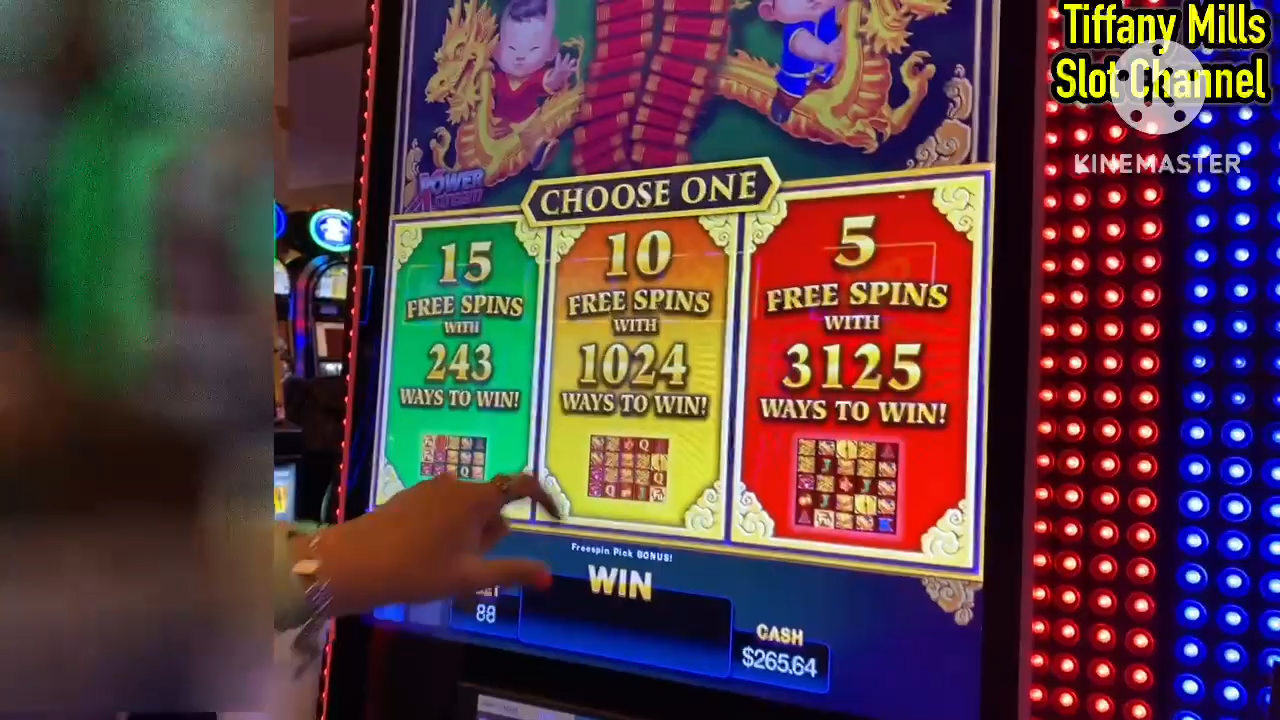 Tiffany Mills
Slot Channel
KINEMASTER
POWER
CHOOSE ONE
15
FREE SPINS
WITH
243
WAYS TO WIN!
10
FREE SPINS
WITH
1024
WAYS TO WIN!
5
FREE SPINS
WITH
3125
WAYS TO WIN!
Freespin Pick BONUS!
WIN
88
CASH
$265.64